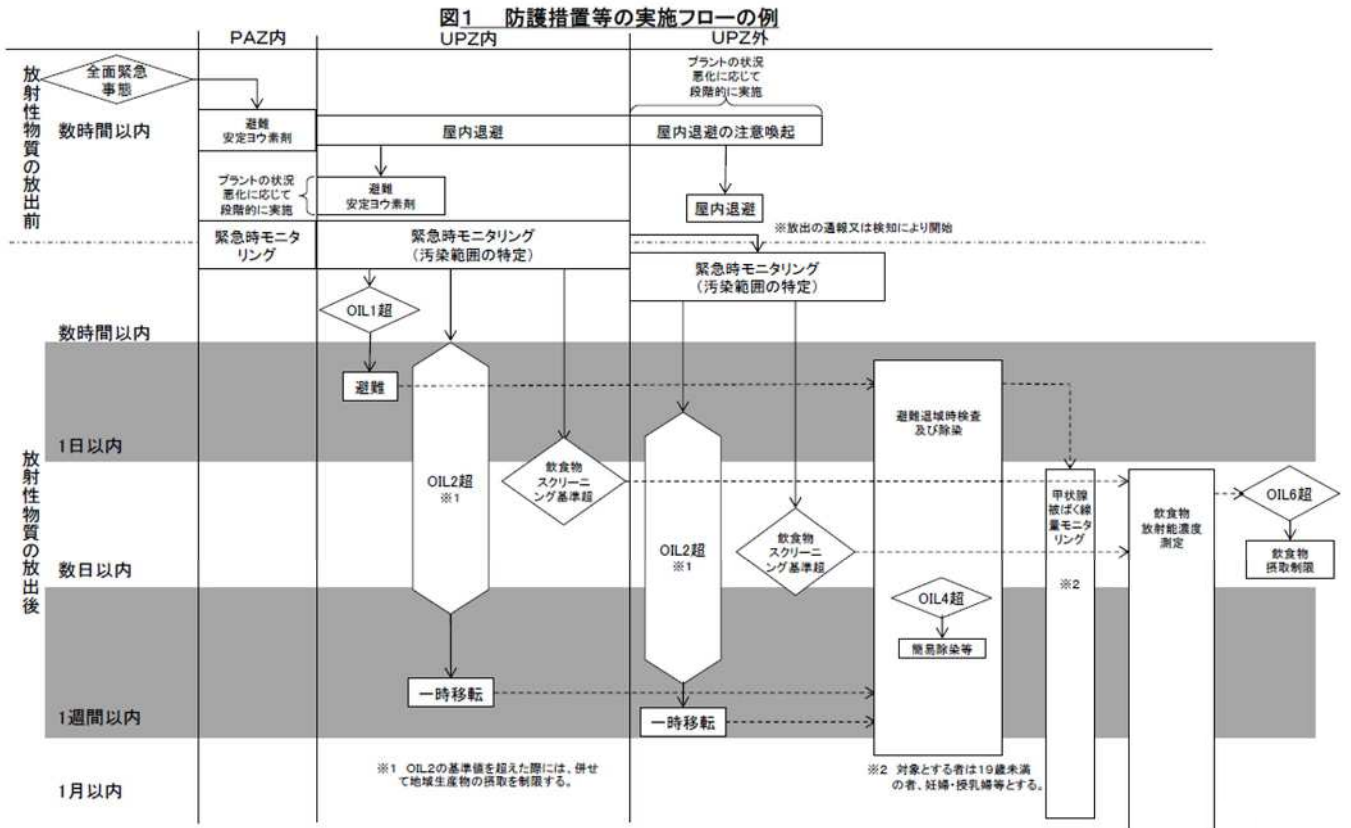 図1 防護措置等の実施フローの例
PAZ内
UPZ内
UPZ外
放射性物質の放出前
全面緊急
事態
プラントの状況
悪化に応じて
段階的に実施
数時間以内
避難
安定ヨウ素剤
屋内退避
屋内退避の注意喚起
プラントの状況
悪化に応じて
段階的に実施
避難
安定ヨウ素剤
屋内退避
※放出の通報又は検知により開始
緊急時モニタ
リング
緊急時モニタリング
(汚染範囲の特定)
緊急時モニタリング
(汚染範囲の特定)
放射性物質の放出後
OIL1超
数時間以内
避難
避難退域時検査
及び除染
1日以内
OIL2超
※1
飲食物
スクリーニ
ング基準超
OIL2超
※1
飲食物
スクリーニ
ング基準超
甲状腺
被ばく線
量モニタ
リング
※2
飲食物
放射能濃度
測定
OIL6超
飲食物
摂取制限
数日以内
OIL4超
簡易除染等
一時移転
一時移転
1週間以内
※1 OIL2の基準値を超えた際には、併せ
て地域生産物の摂取を制限する。
※2 対象とする者は19歳未満
の者、妊婦・授乳婦等とする。
1月以内